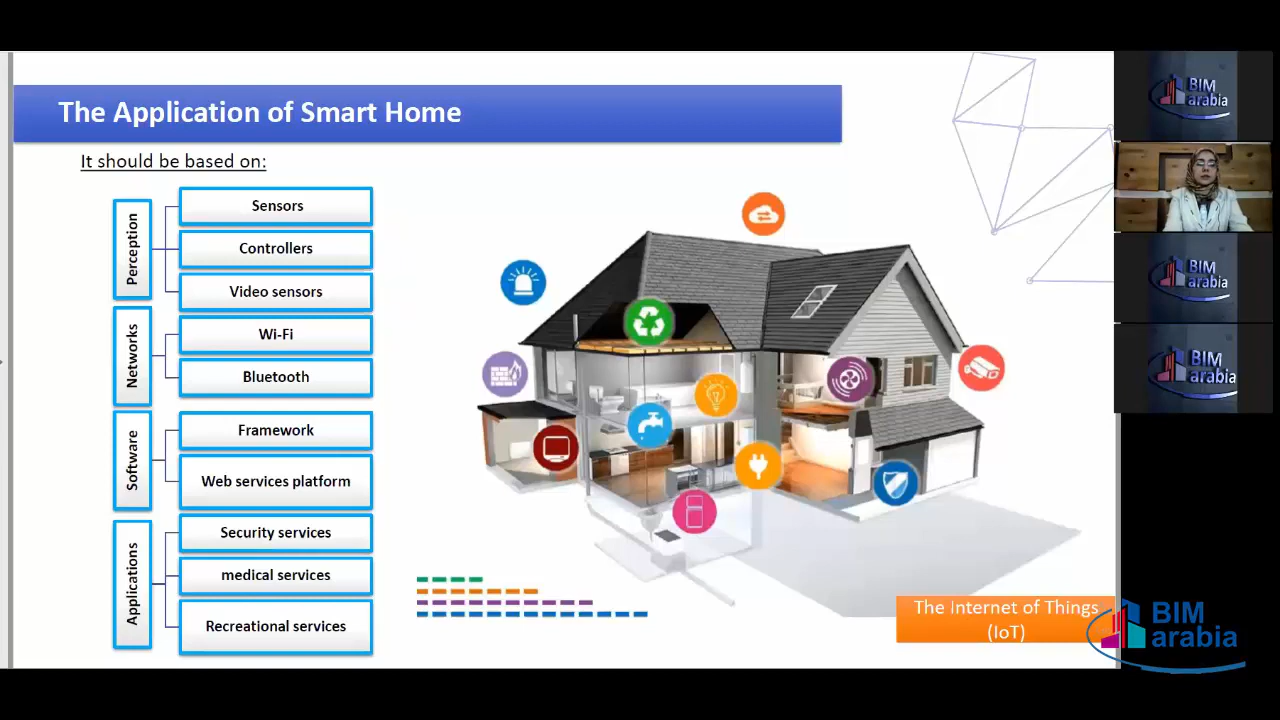 The Application of Smart Home
It should be based on:
Perception
Sensors
Controllers
Video sensors
Networks
Wi-Fi
Bluetooth
Software
Framework
Web services platform
Applications
Security services
medical services
Recreational services
The Internet of Things
(IoT)
BIM
arabia
BIM
arabia
BIM
arabia
BIM
arabia